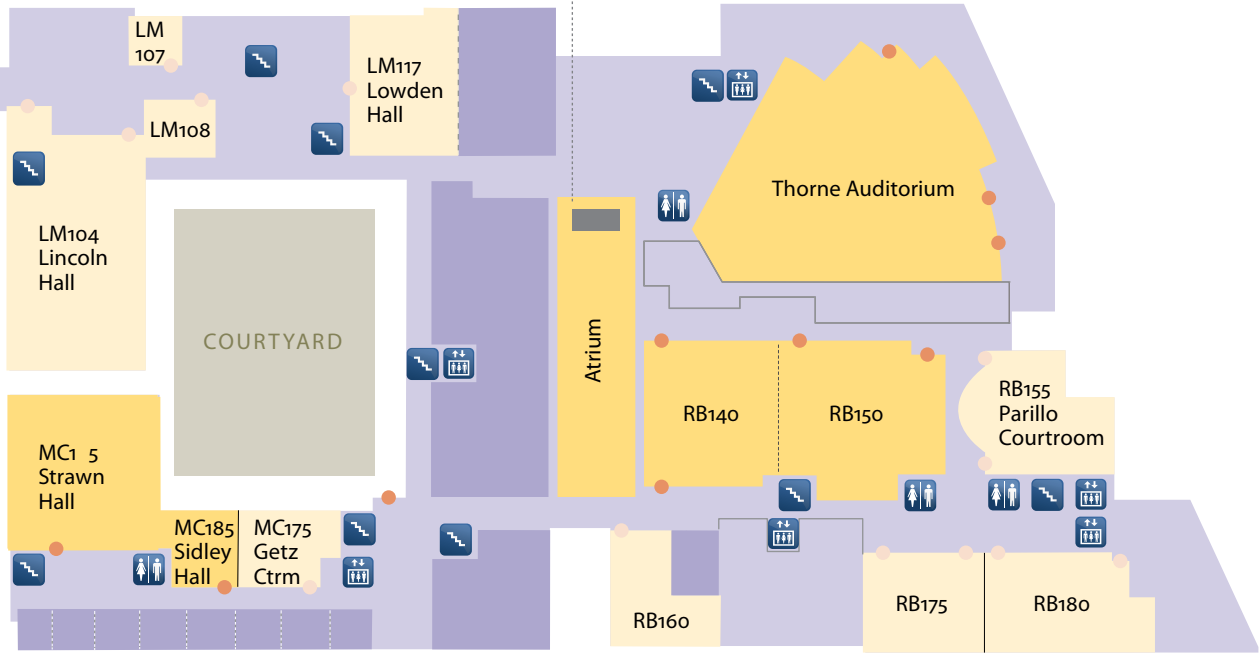 LM
107
LM117
Lowden
Hall
LM108
Thorne Auditorium
LM104
Lincoln
Hall
COURTYARD
Atrium
RB140
RB150
RB155
Parillo
Courtroom
MC1 5
Strawn
Hall
MC185
Sidley
Hall
MC175
Getz
Ctrm
RB160
RB175
RB180